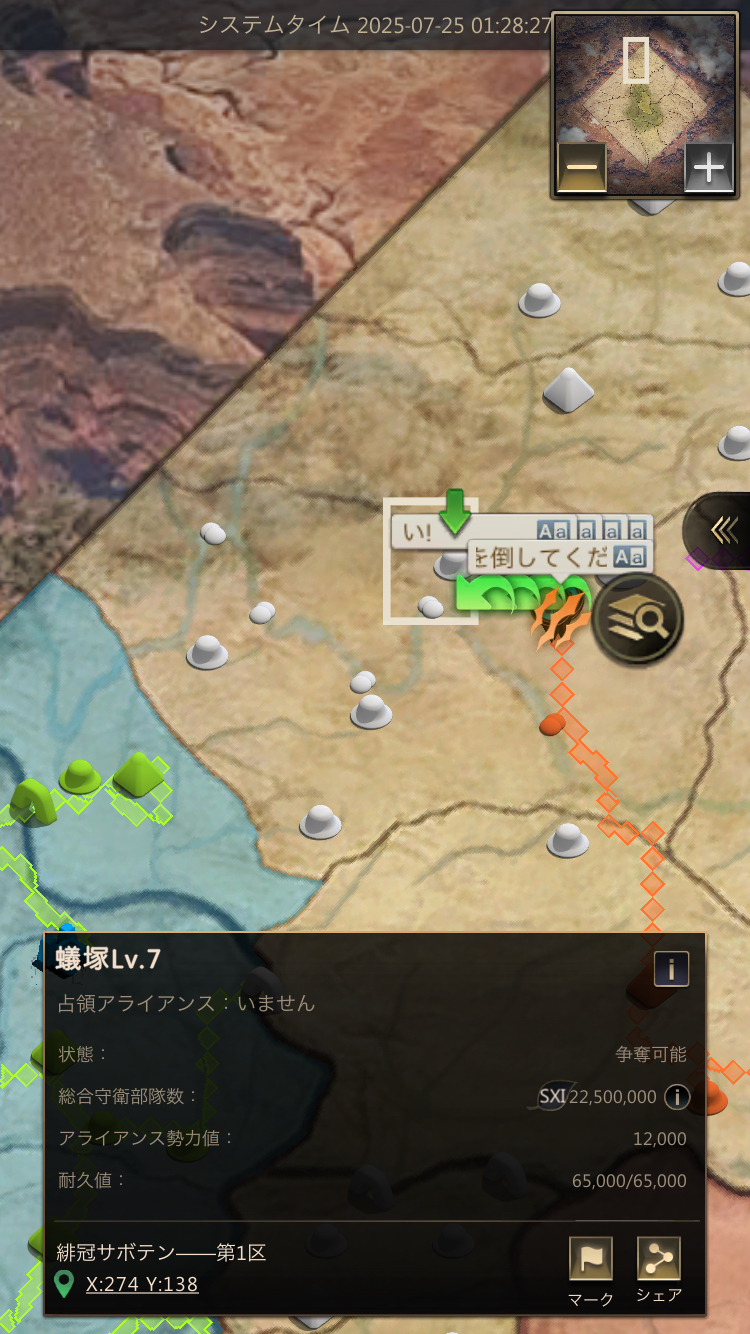 システムタイム 2025-07-25 01:28:27
い! Aa
を倒してくだ Aa
蟻塚Lv.7
占領アライアンス：いません
状態： 争奪可能
総合守衛部隊数： SXI 22,500,000
アライアンス勢力値： 12,000
耐久値： 65,000/65,000
緋冠サボテン——第1区
X:274 Y:138
マーク シェア